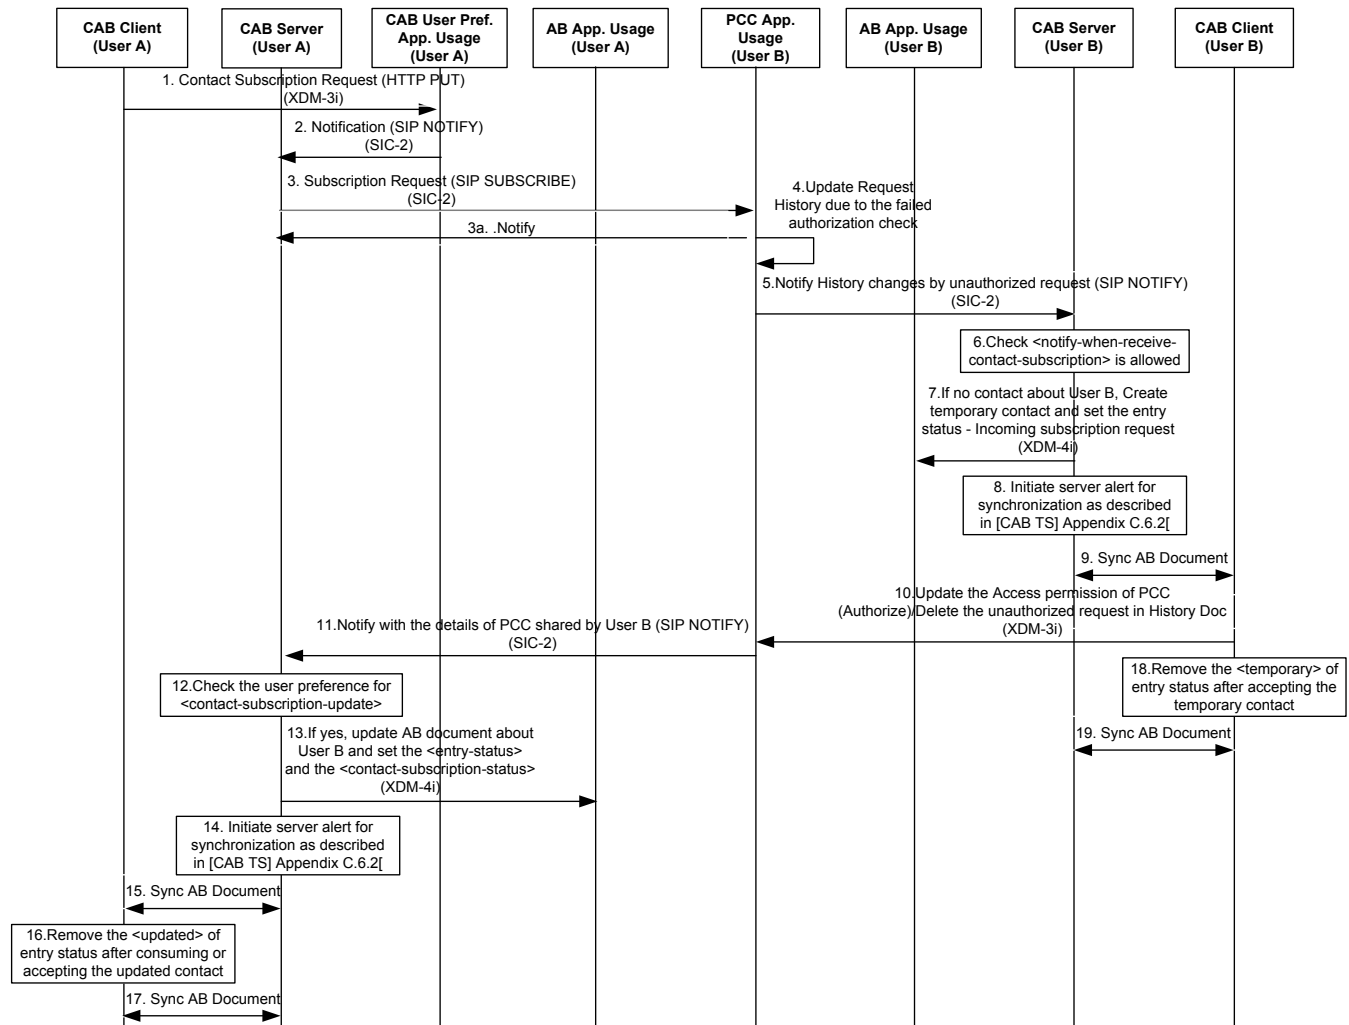 CAB Client
(User A)
CAB Server
(User A)
CAB User Pref.
App. Usage
(User A)
AB App. Usage
(User A)
PCC App.
Usage
(User B)
AB App. Usage
(User B)
CAB Server
(User B)
CAB Client
(User B)
1. Contact Subscription Request (HTTP PUT)
(XDM-3i)
2. Notification (SIP NOTIFY)
(SIC-2)
3. Subscription Request (SIP SUBSCRIBE)
(SIC-2)
4.Update Request
History due to the failed
authorization check
3a. .Notify
5.Notify History changes by unauthorized request (SIP NOTIFY)
(SIC-2)
6.Check <notify-when-receive-
contact-subscription> is allowed
7.If no contact about User B, Create
temporary contact and set the entry
status - Incoming subscription request
(XDM-4i)
8. Initiate server alert for
synchronization as described
in [CAB TS] Appendix C.6.2[
9. Sync AB Document
10.Update the Access permission of PCC
(Authorize)/Delete the unauthorized request in History Doc
(XDM-3i)
11.Notify with the details of PCC shared by User B (SIP NOTIFY)
(SIC-2)
12.Check the user preference for
<contact-subscription-update>
18.Remove the <temporary> of
entry status after accepting the
temporary contact
13.If yes, update AB document about
User B and set the <entry-status>
and the <contact-subscription-status>
(XDM-4i)
19. Sync AB Document
14. Initiate server alert for
synchronization as described
in [CAB TS] Appendix C.6.2[
15. Sync AB Document
16.Remove the <updated> of
entry status after consuming or
accepting the updated contact
17. Sync AB Document